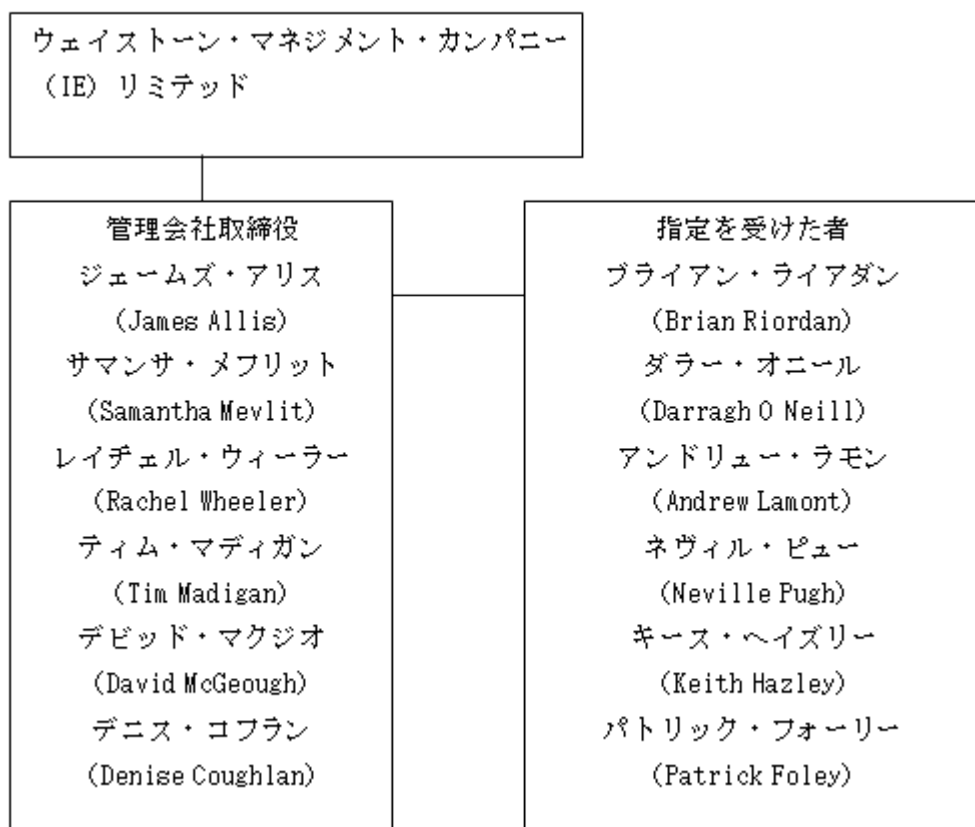 ウェイストーン・マネジメント・カンパニー
（IE）リミテッド
管理会社取締役
ジェームズ・アリス
(James Allis)
サマンサ・メフリット
(Samantha Mevlit)
レイチェル・ウィーラー
(Rachel Wheeler)
ティム・マディガン
(Tim Madigan)
デビッド・マクジオ
(David McGeough)
デニス・コフラン
(Denise Coughlan)
指定を受けた者
ブライアン・ライアダン
(Brian Riordan)
ダラー・オニール
(Darragh O Neill)
アンドリュー・ラモン
(Andrew Lamont)
ネヴィル・ピュー
(Neville Pugh)
キース・ヘイズリー
(Keith Hazley)
パトリック・フォーリー
(Patrick Foley)